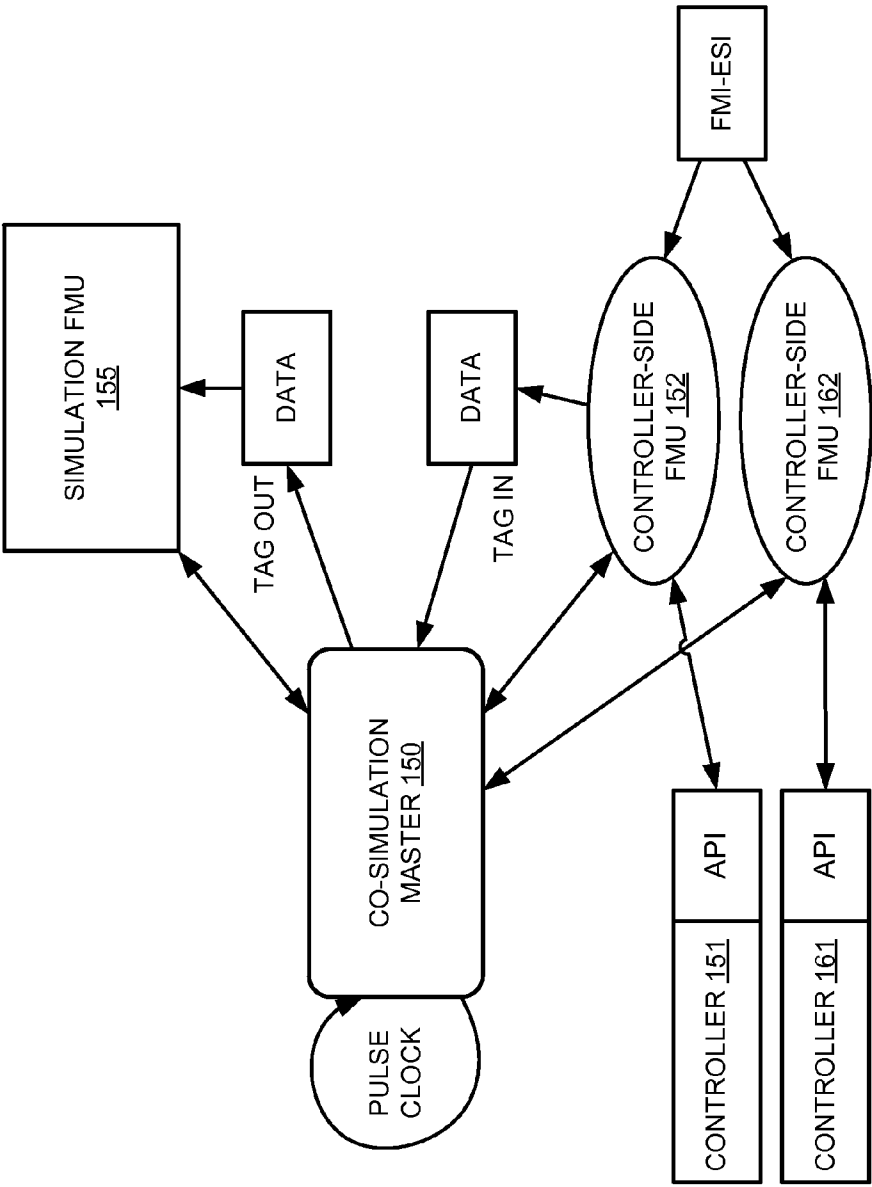 SIMULATION FMU
155
DATA
TAG OUT
DATA
TAG IN
FMI-ESI
CONTROLLER-SIDE
FMU 152
CONTROLLER-SIDE
FMU 162
CO-SIMULATION
MASTER 150
PULSE
CLOCK
CONTROLLER 151
API
CONTROLLER 161
API